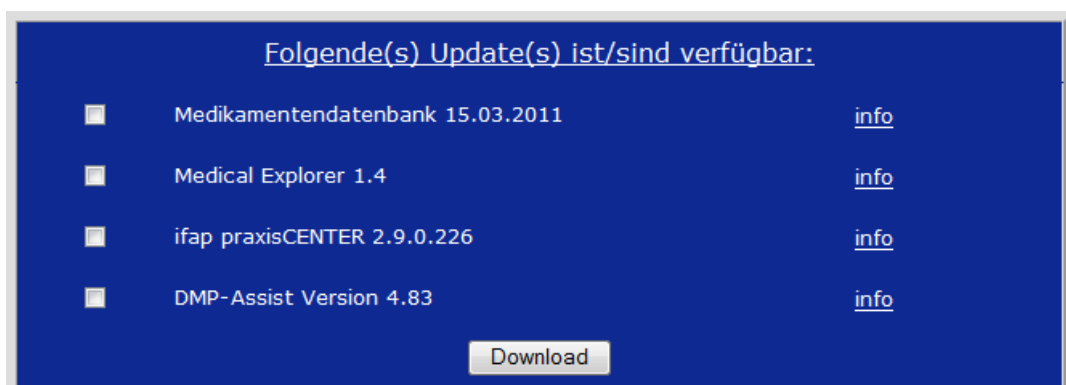 Folgende(s) Update(s) ist/sind verfügbar:
Medikamentendatenbank 15.03.2011 info
Medical Explorer 1.4 info
ifap praxisCENTER 2.9.0.226 info
DMP-Assist Version 4.83 info
Download